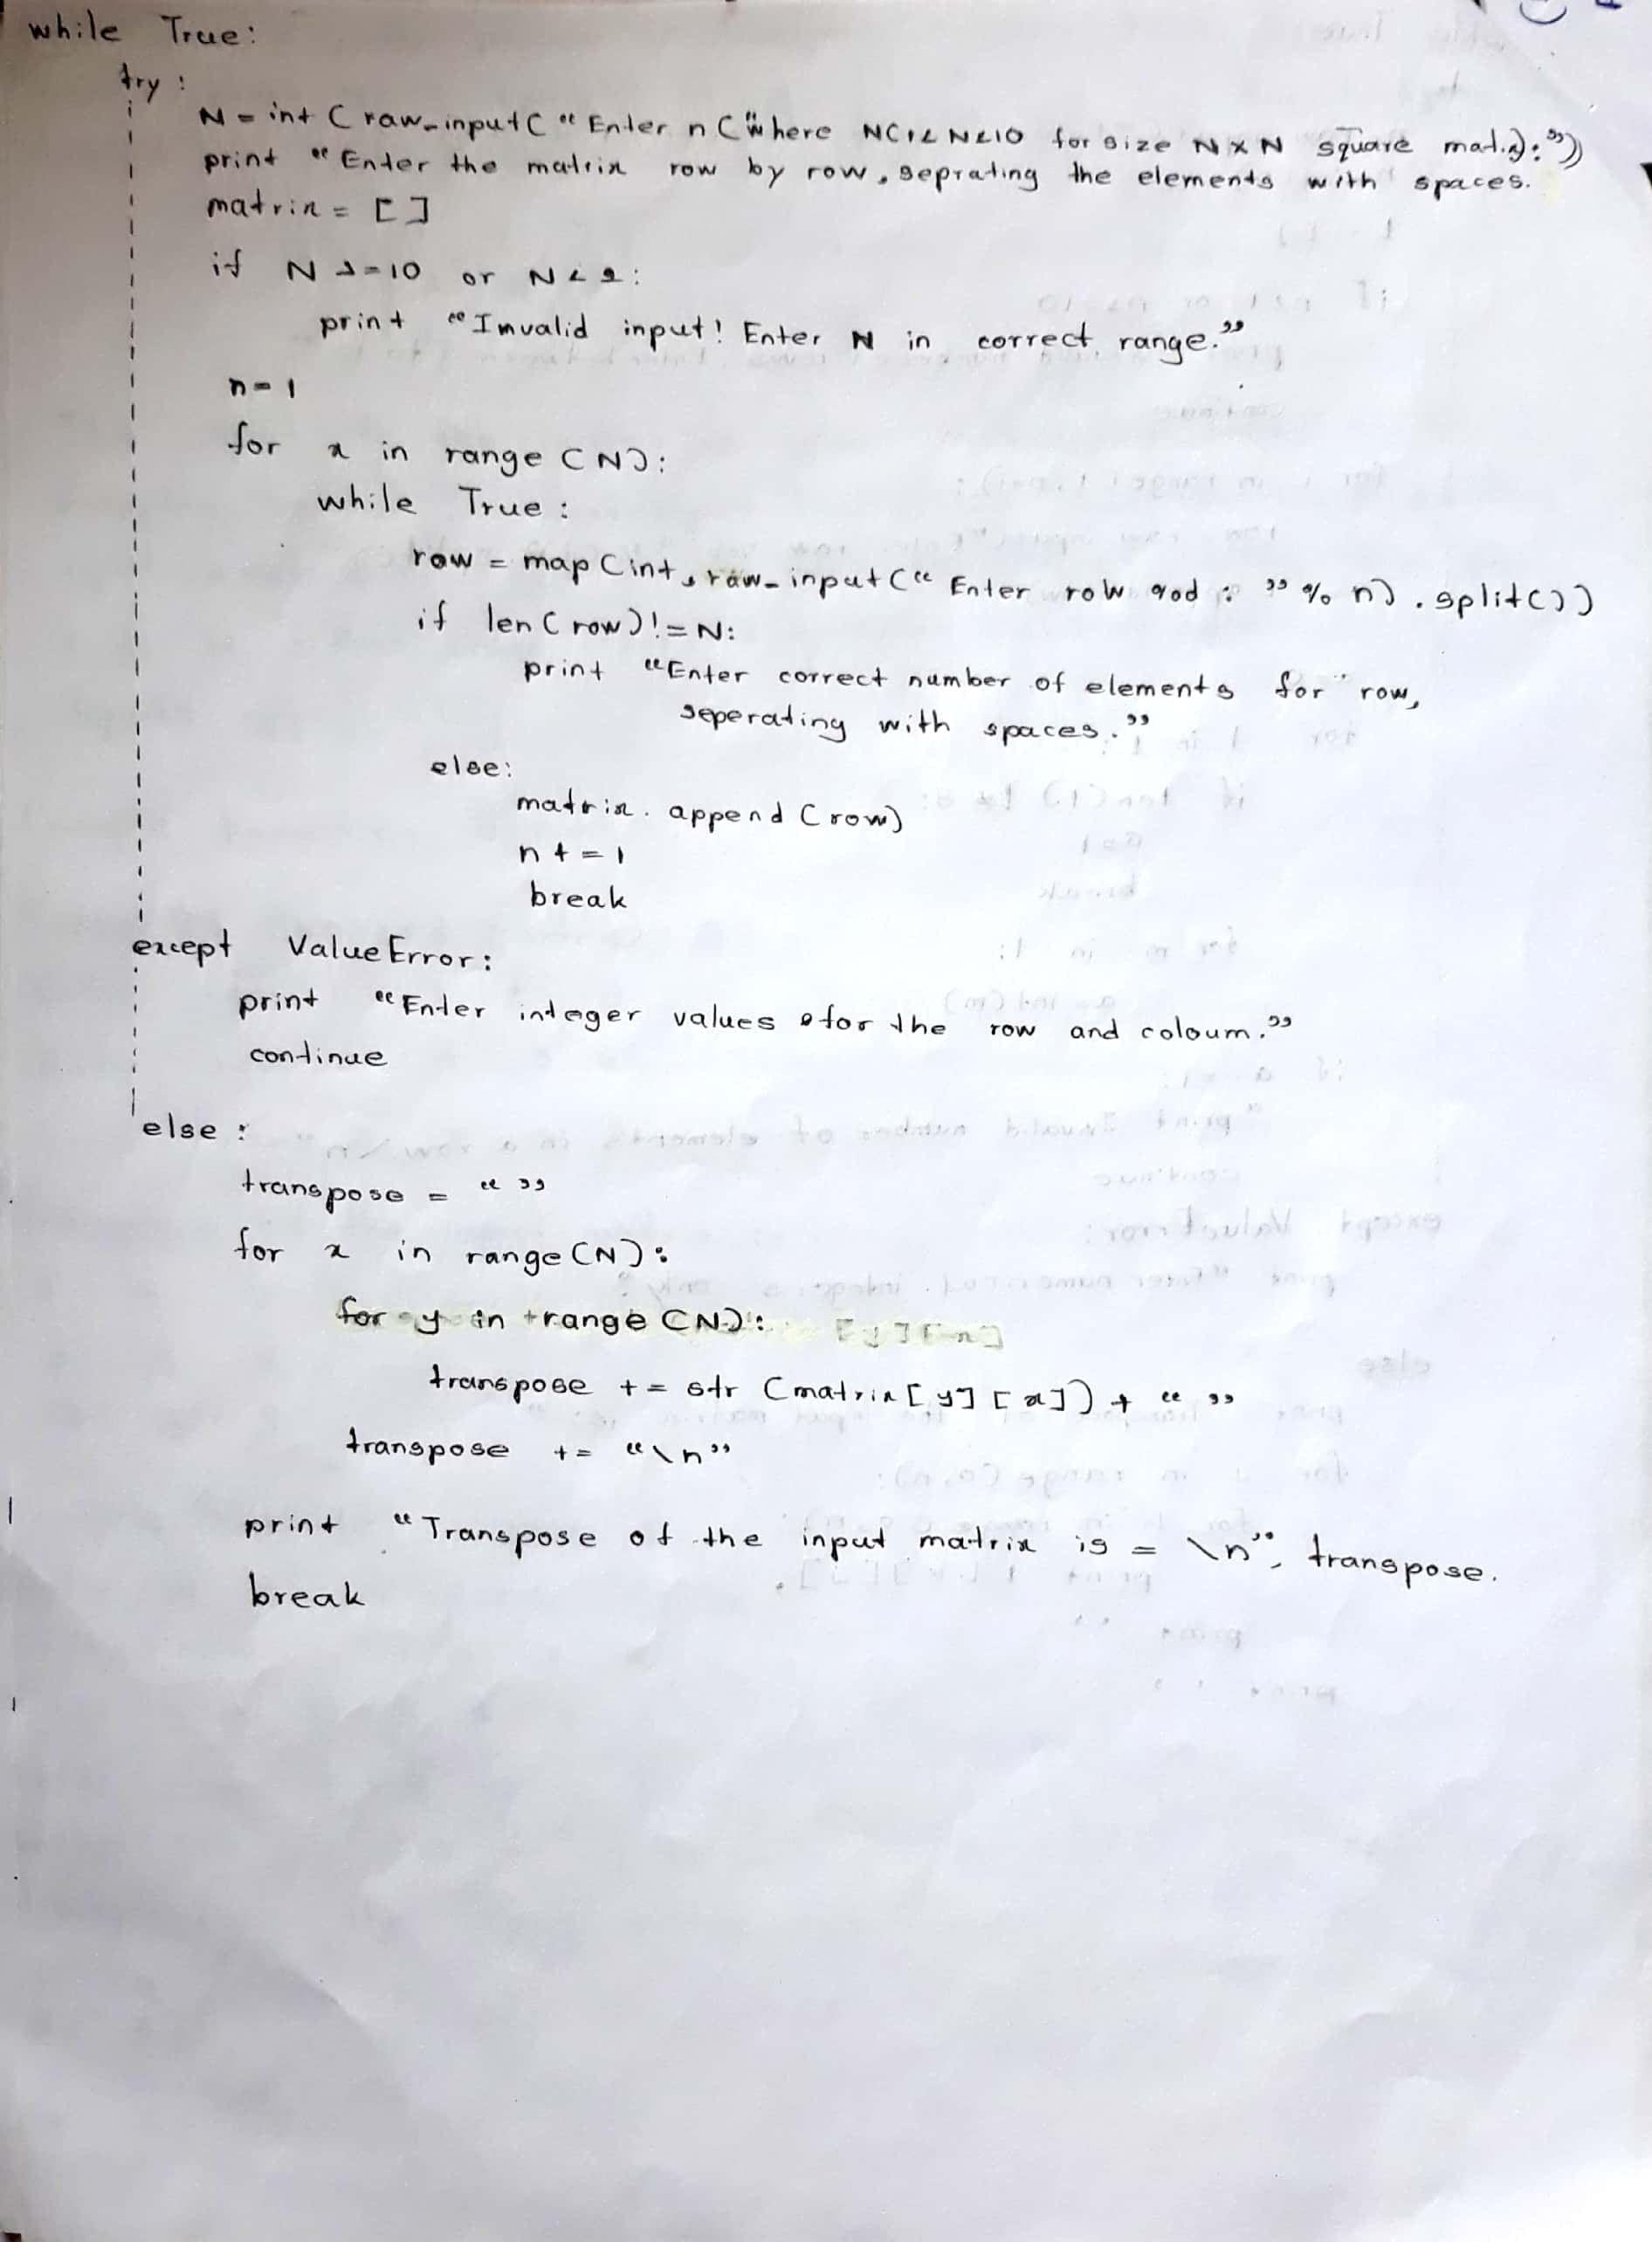 while True:
try:
N = int (raw_input(" Enter n (where N(1<N<10 for size N x N square matrix):"))
print "Enter the matrix row by row, seprating the elements with spaces.
matrix = []
if N >=10 or N<2:
print "Invalid input! Enter N in correct range."
n=1
for x in range (N):
while True:
row = map (int, raw_input(" Enter row %d : " % n) . split())
if len (row) != N:
print "Enter correct number of elements for row,
seperating with spaces."
else:
matrix. append (row)
n += 1
break
except ValueError:
print "Enter integer values for the row and coloum."
continue
else :
transpose = " "
for x in range (N):
for y in range (N):
transpose += str (matrix[y] [x]) + " "
transpose += "\n"
print "Transpose of the input matrix is = \n", transpose.
break